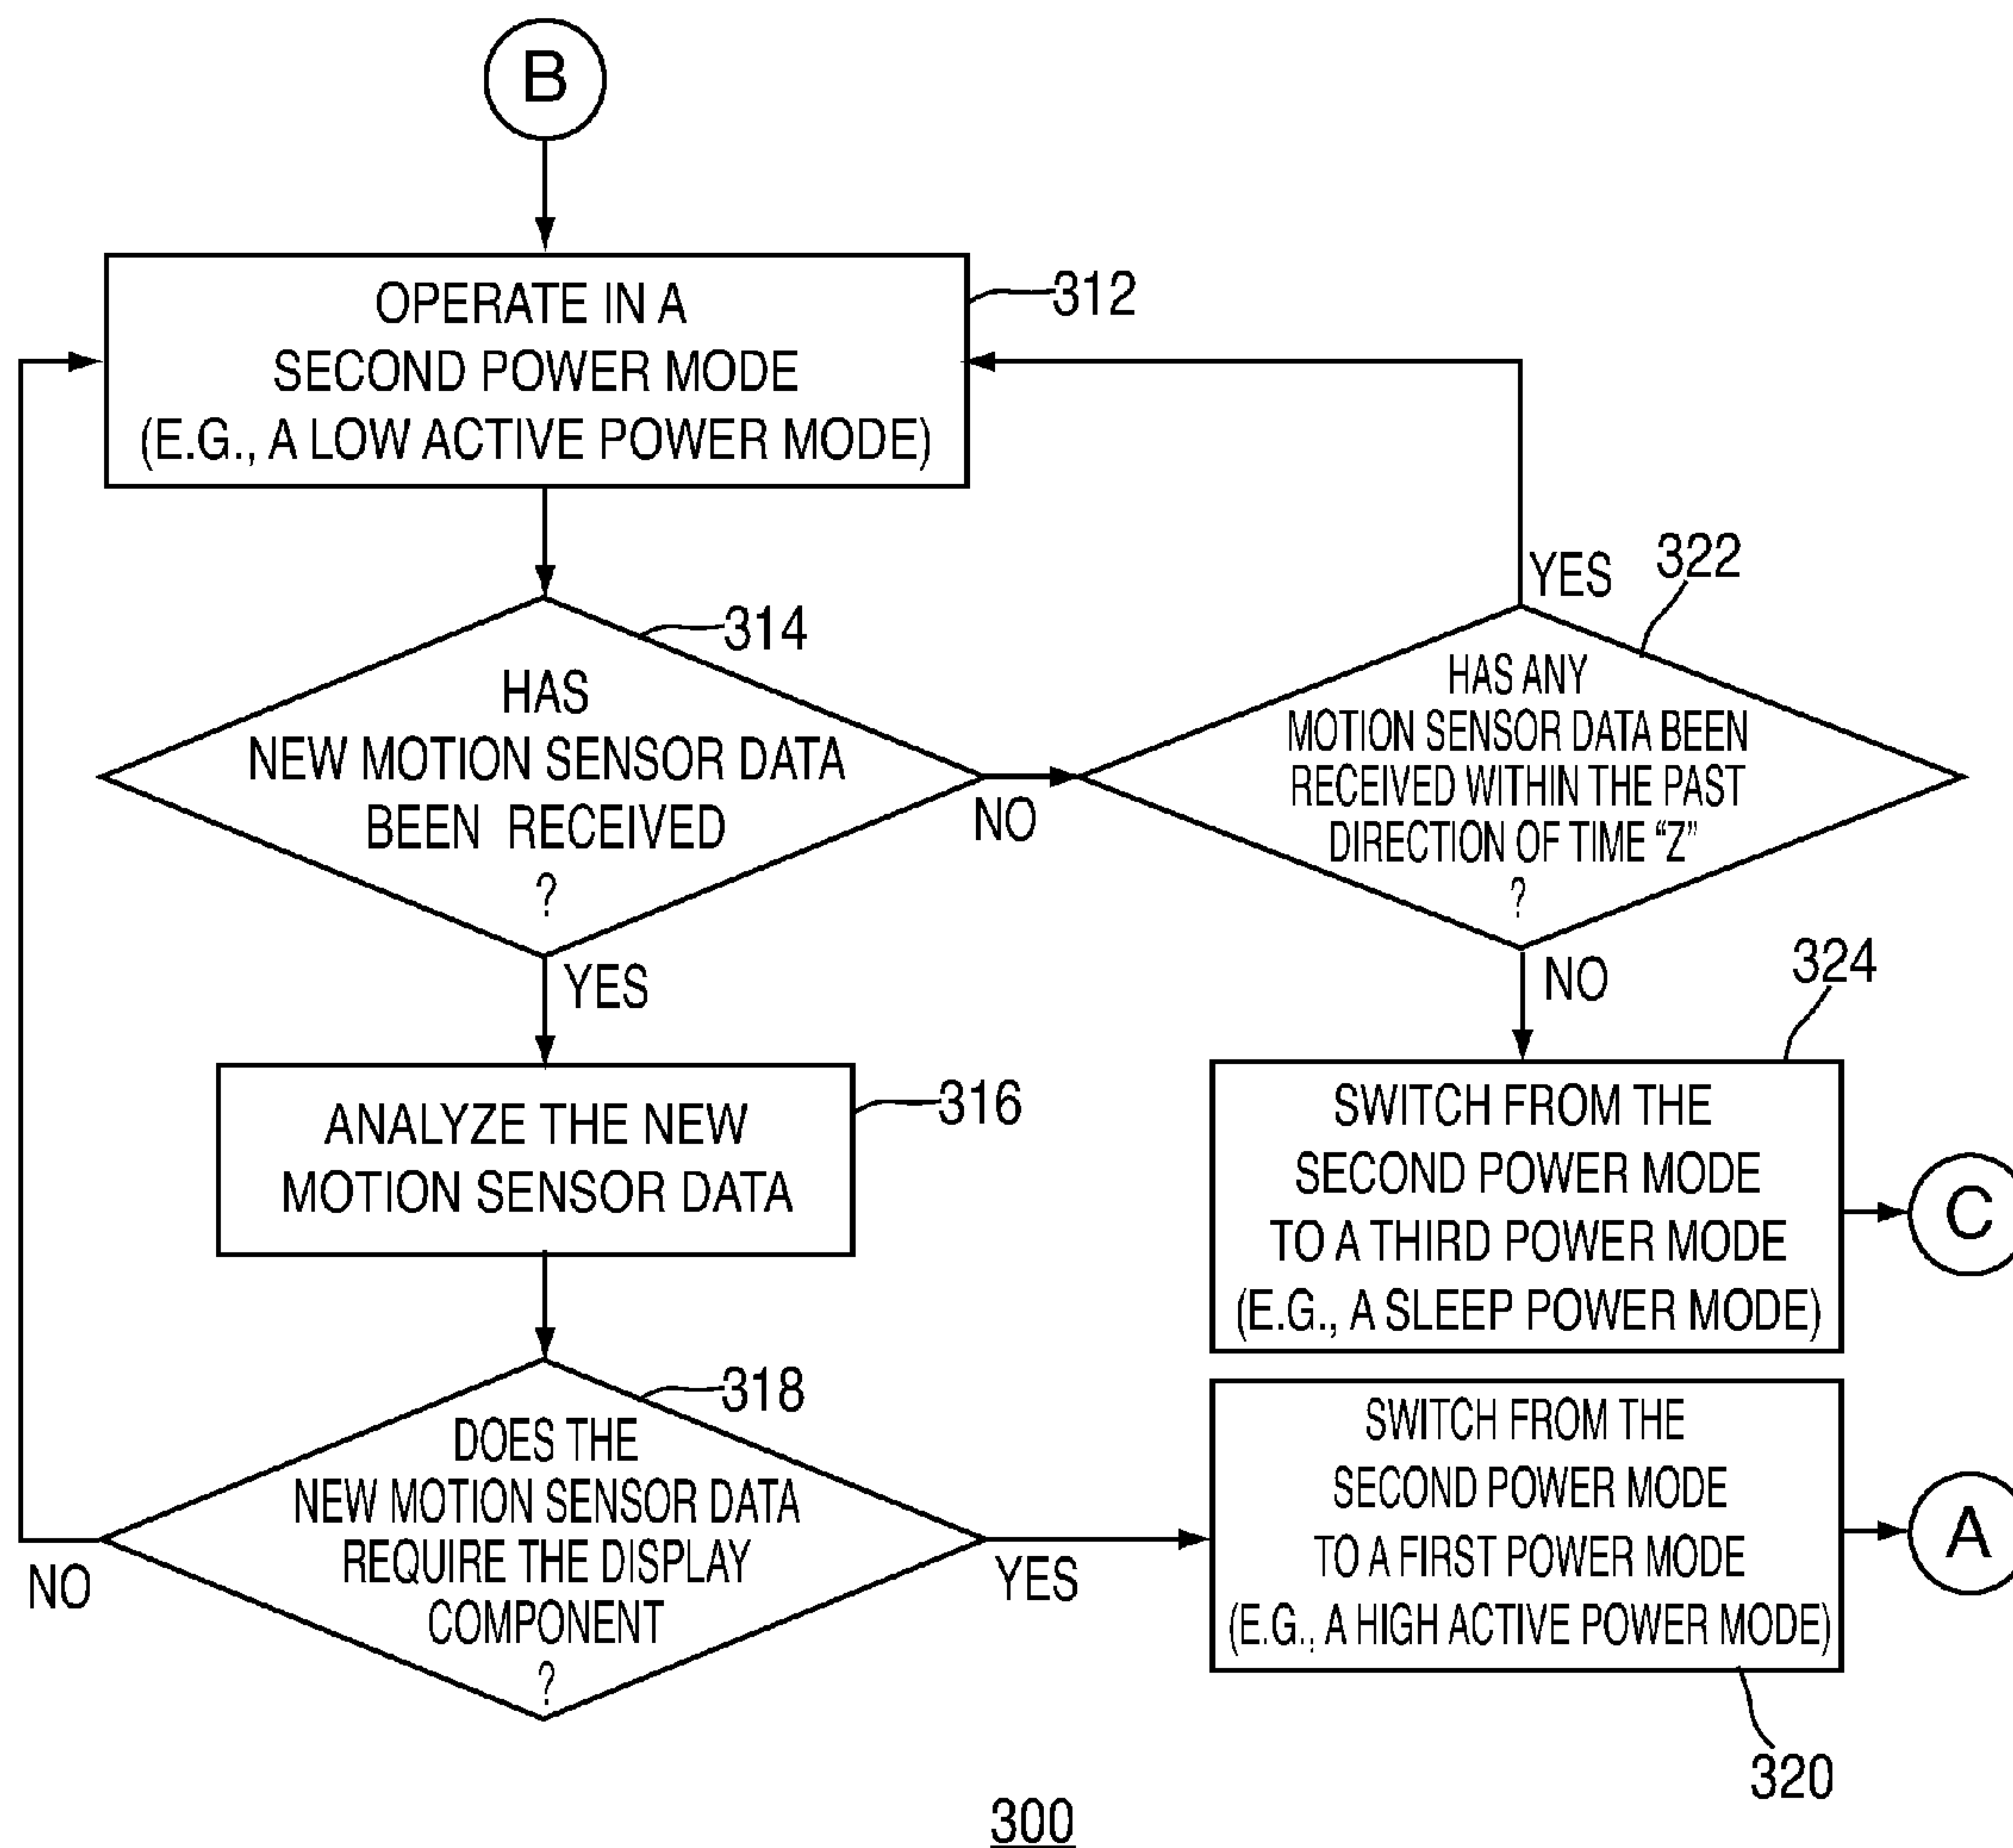 B
OPERATE IN A
SECOND POWER MODE
(E.G., A LOW ACTIVE POWER MODE)
312
314
HAS
NEW MOTION SENSOR DATA
BEEN RECEIVED
?
NO
YES
322
YES
HAS ANY
MOTION SENSOR DATA BEEN
RECEIVED WITHIN THE PAST
DIRECTION OF TIME “Z”
?
NO
324
ANALYZE THE NEW
MOTION SENSOR DATA
316
SWITCH FROM THE
SECOND POWER MODE
TO A THIRD POWER MODE
(E.G., A SLEEP POWER MODE)
C
318
DOES THE
NEW MOTION SENSOR DATA
REQUIRE THE DISPLAY
COMPONENT
?
NO
YES
SWITCH FROM THE
SECOND POWER MODE
TO A FIRST POWER MODE
(E.G., A HIGH ACTIVE POWER MODE)
A
320
300